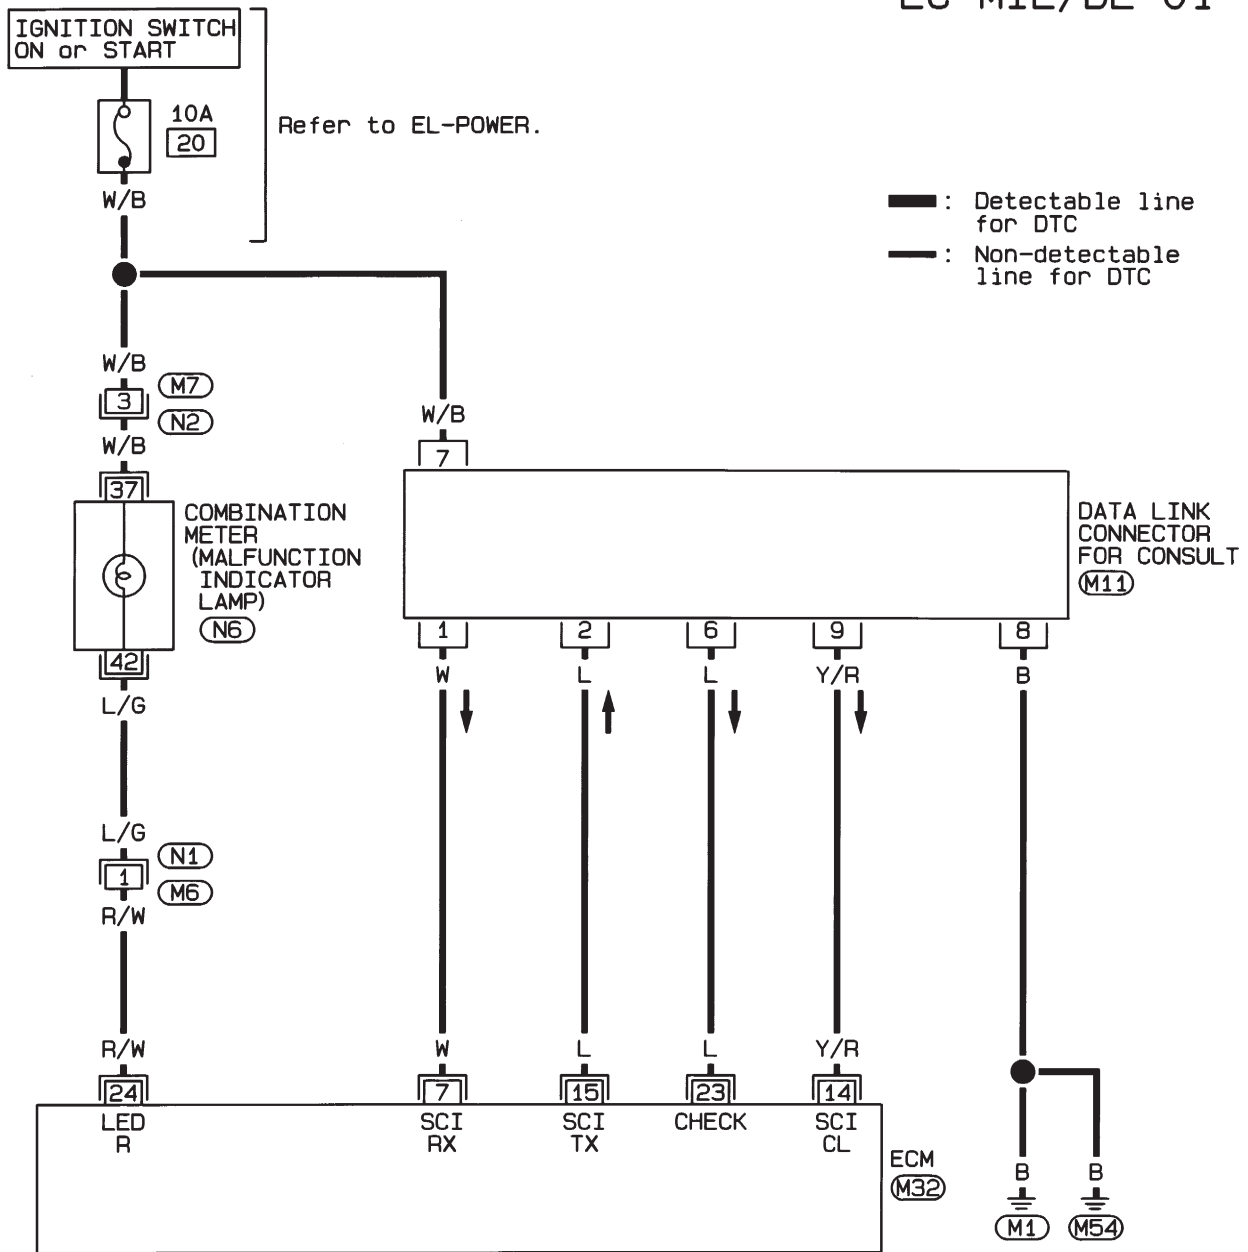 IGNITION SWITCH
ON or START
10A
20
Refer to EL-POWER.
W/B
: Detectable line
for DTC
: Non-detectable
line for DTC
W/B
3
M7
N2
W/B
W/B
7
37
COMBINATION
METER
(MALFUNCTION
INDICATOR
LAMP)
N6
42
DATA LINK
CONNECTOR
FOR CONSULT
M11
1
2
6
9
8
W
L
L
Y/R
B
L/G
L/G
1
N1
M6
R/W
R/W
W
L
L
Y/R
24
7
15
23
14
LED
R
SCI
RX
SCI
TX
CHECK
SCI
CL
ECM
M32
B
B
M1
M54